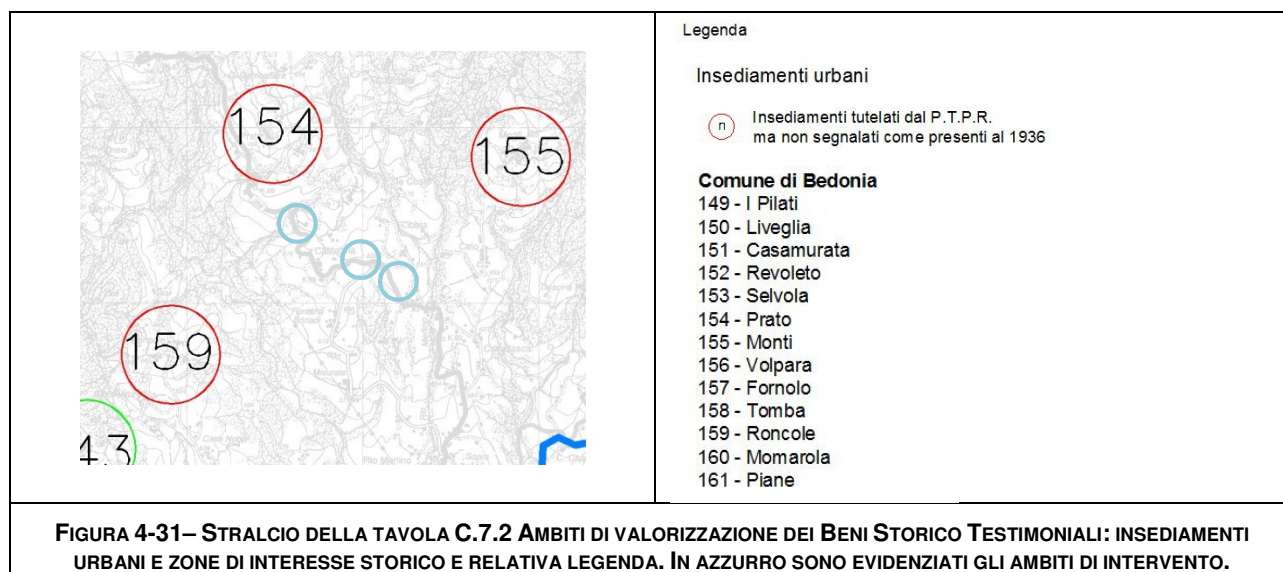 154
155
159
43
Legenda
Insediamenti urbani
n
Insediamenti tutelati dal P.T.P.R.
ma non segnalati come presenti al 1936
Comune di Bedonia
149 - I Pilati
150 - Liveglia
151 - Casamurata
152 - Revoleto
153 - Selvola
154 - Prato
155 - Monti
156 - Volpara
157 - Fornolo
158 - Tomba
159 - Roncole
160 - Momarola
161 - Piane
FIGURA 4-31– STRALCIO DELLA TAVOLA C.7.2 AMBITI DI VALORIZZAZIONE DEI BENI STORICO TESTIMONIALI: INSEDIAMENTI
URBANI E ZONE DI INTERESSE STORICO E RELATIVA LEGENDA. IN AZZURRO SONO EVIDENZIATI GLI AMBITI DI INTERVENTO.